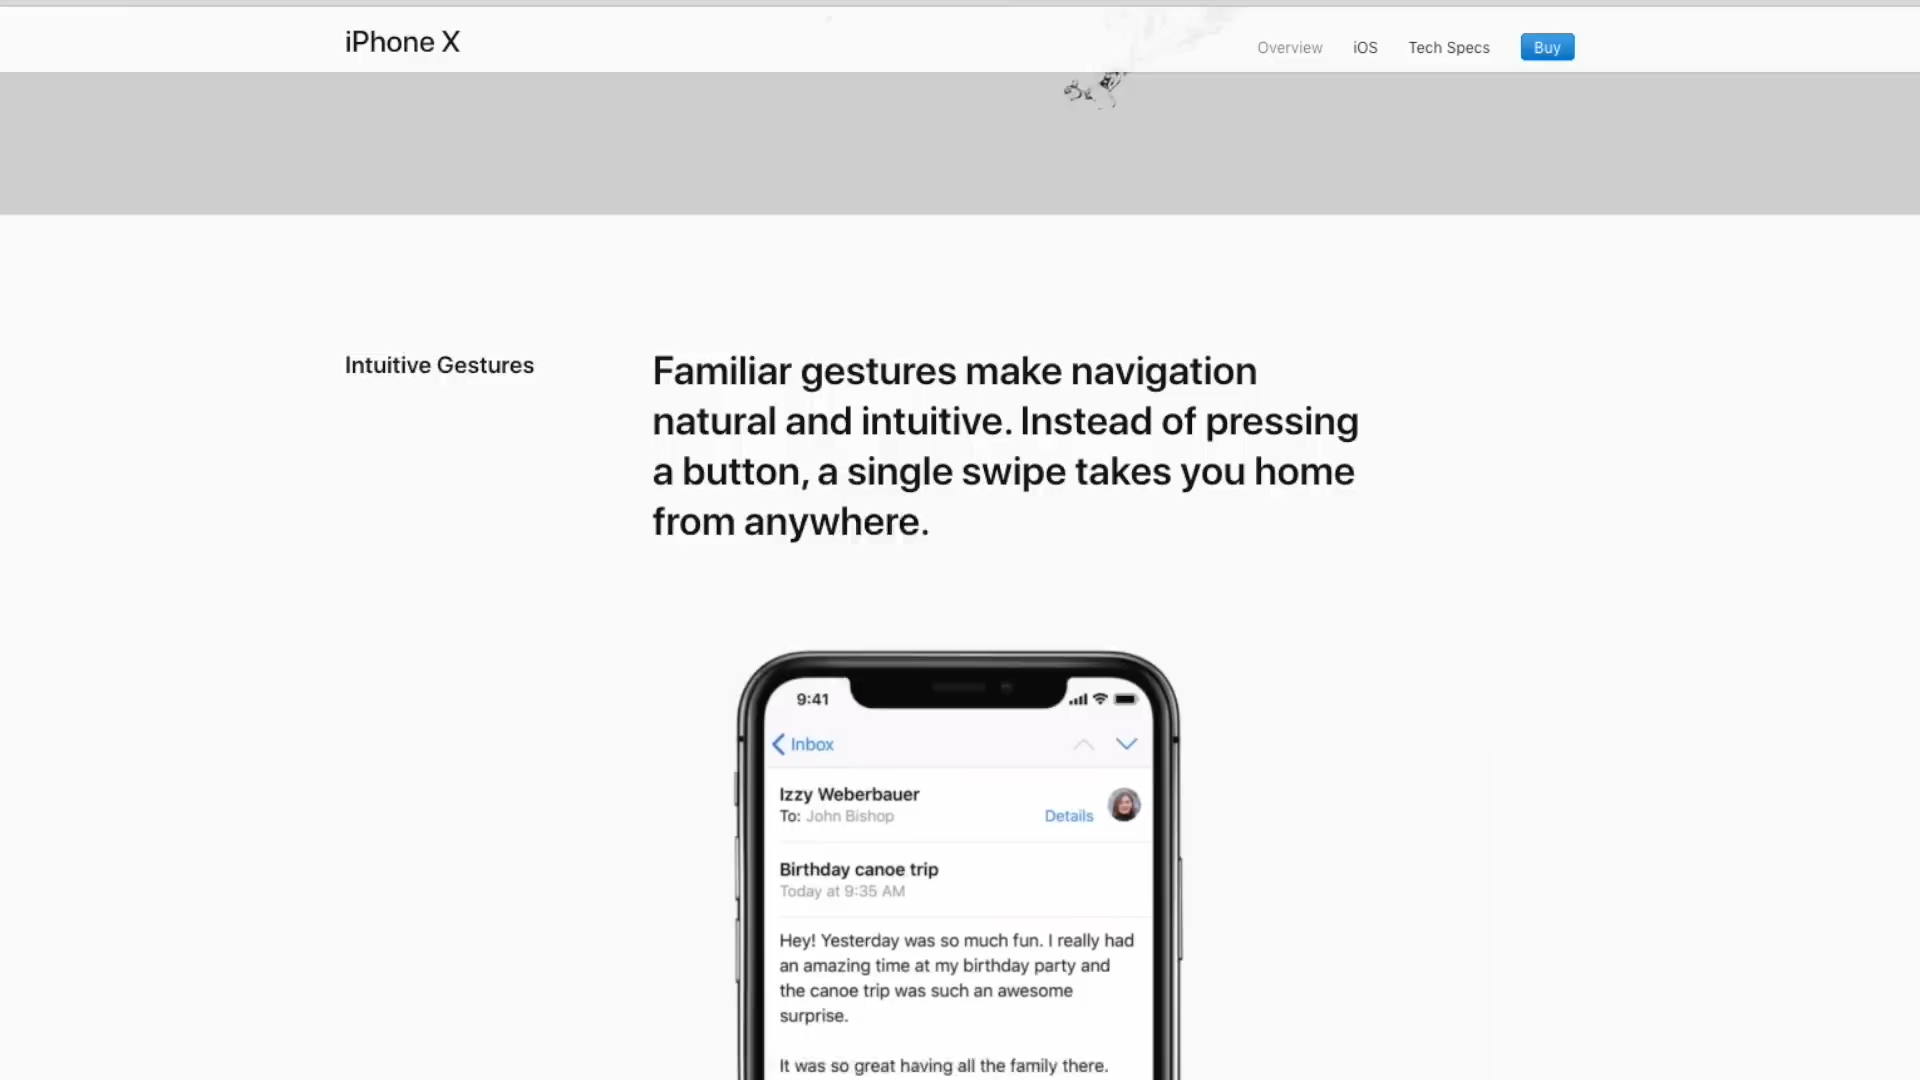 iPhone X
Overview iOS Tech Specs Buy
Intuitive Gestures
Familiar gestures make navigation
natural and intuitive. Instead of pressing
a button, a single swipe takes you home
from anywhere.
9:41
Inbox
Izzy Weberbauer
To: John Bishop Details
Birthday canoe trip
Today at 9:35 AM
Hey! Yesterday was so much fun. I really had
an amazing time at my birthday party and
the canoe trip was such an awesome
surprise.
It was so great having all the family there.